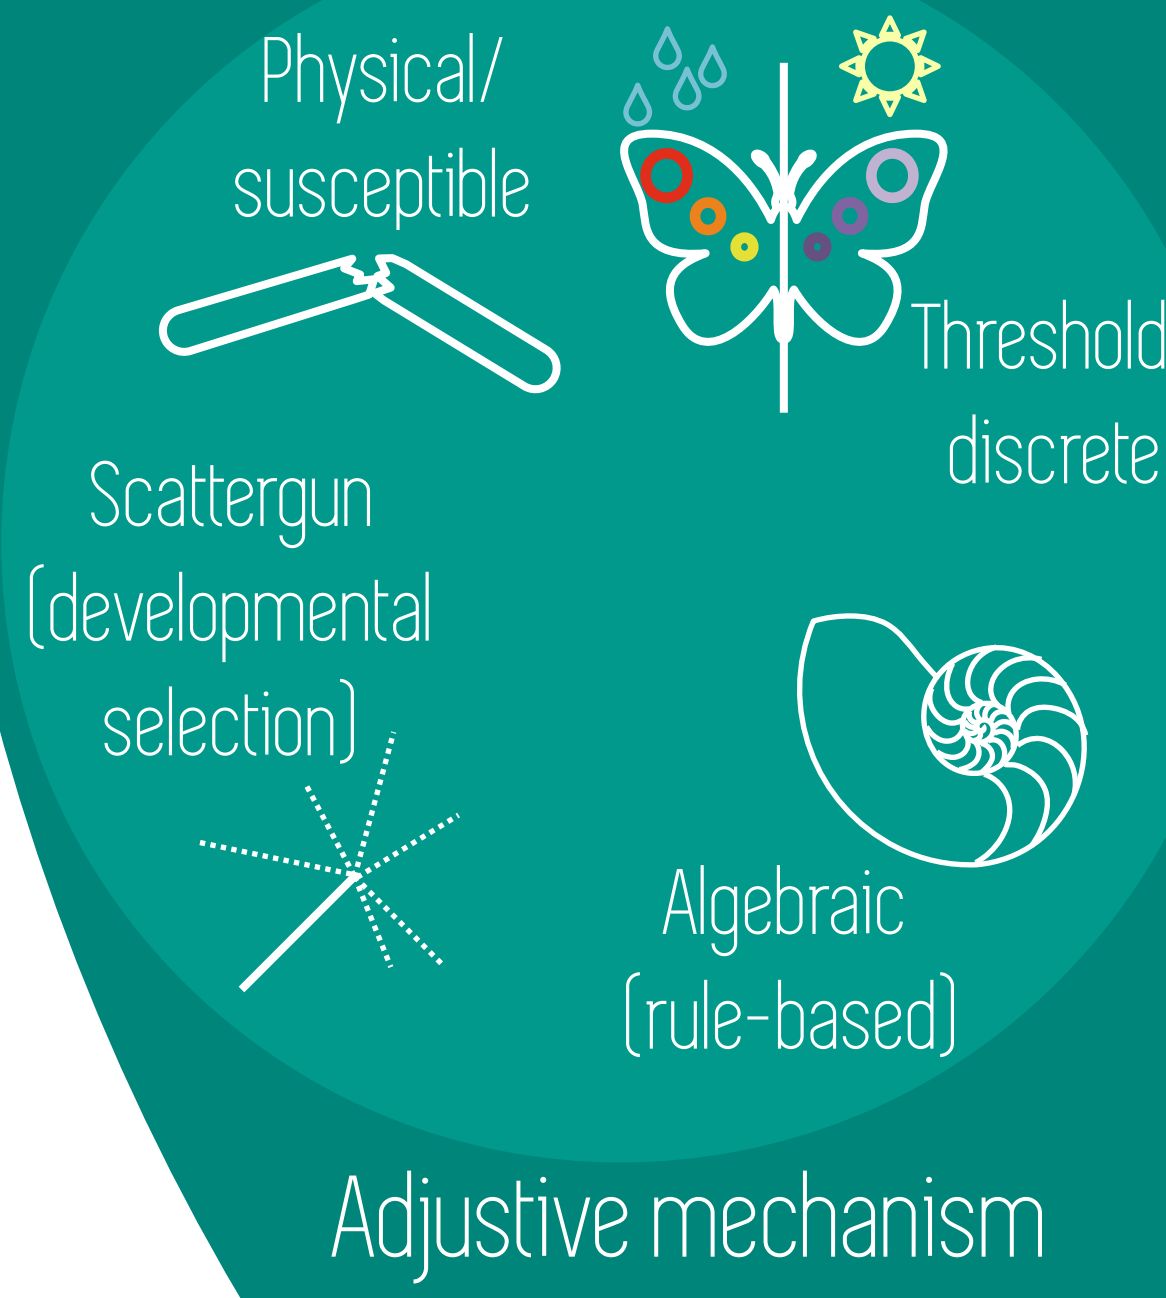 Physical/
susceptible
Threshold
discrete
Scattergun
(developmental
selection)
Algebraic
(rule-based)
Adjustive mechanism